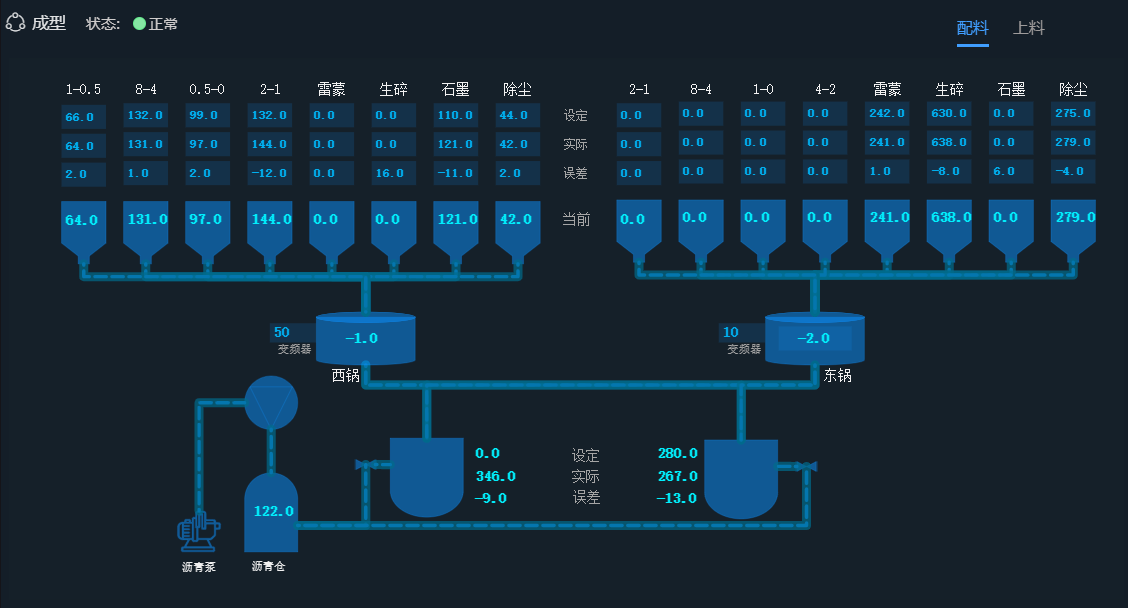 成型 状态: 正常 配料 上料
1-0.5 8-4 0.5-0 2-1 雷蒙 生碎 石墨 除尘 2-1 8-4 1-0 4-2 雷蒙 生碎 石墨 除尘
66.0 132.0 99.0 132.0 0.0 0.0 110.0 44.0 设定 0.0 0.0 0.0 0.0 242.0 630.0 0.0 275.0
64.0 131.0 97.0 144.0 0.0 0.0 121.0 42.0 实际 0.0 0.0 0.0 0.0 241.0 638.0 0.0 279.0
2.0 1.0 2.0 -12.0 0.0 16.0 -11.0 2.0 误差 0.0 0.0 0.0 0.0 1.0 -8.0 6.0 -4.0
64.0 131.0 97.0 144.0 0.0 0.0 121.0 42.0 当前 0.0 0.0 0.0 0.0 241.0 638.0 0.0 279.0
50 -1.0 10 -2.0
变频器 变频器
西锅 东锅
0.0 设定 280.0
346.0 实际 267.0
-9.0 误差 -13.0
122.0
沥青泵 沥青仓